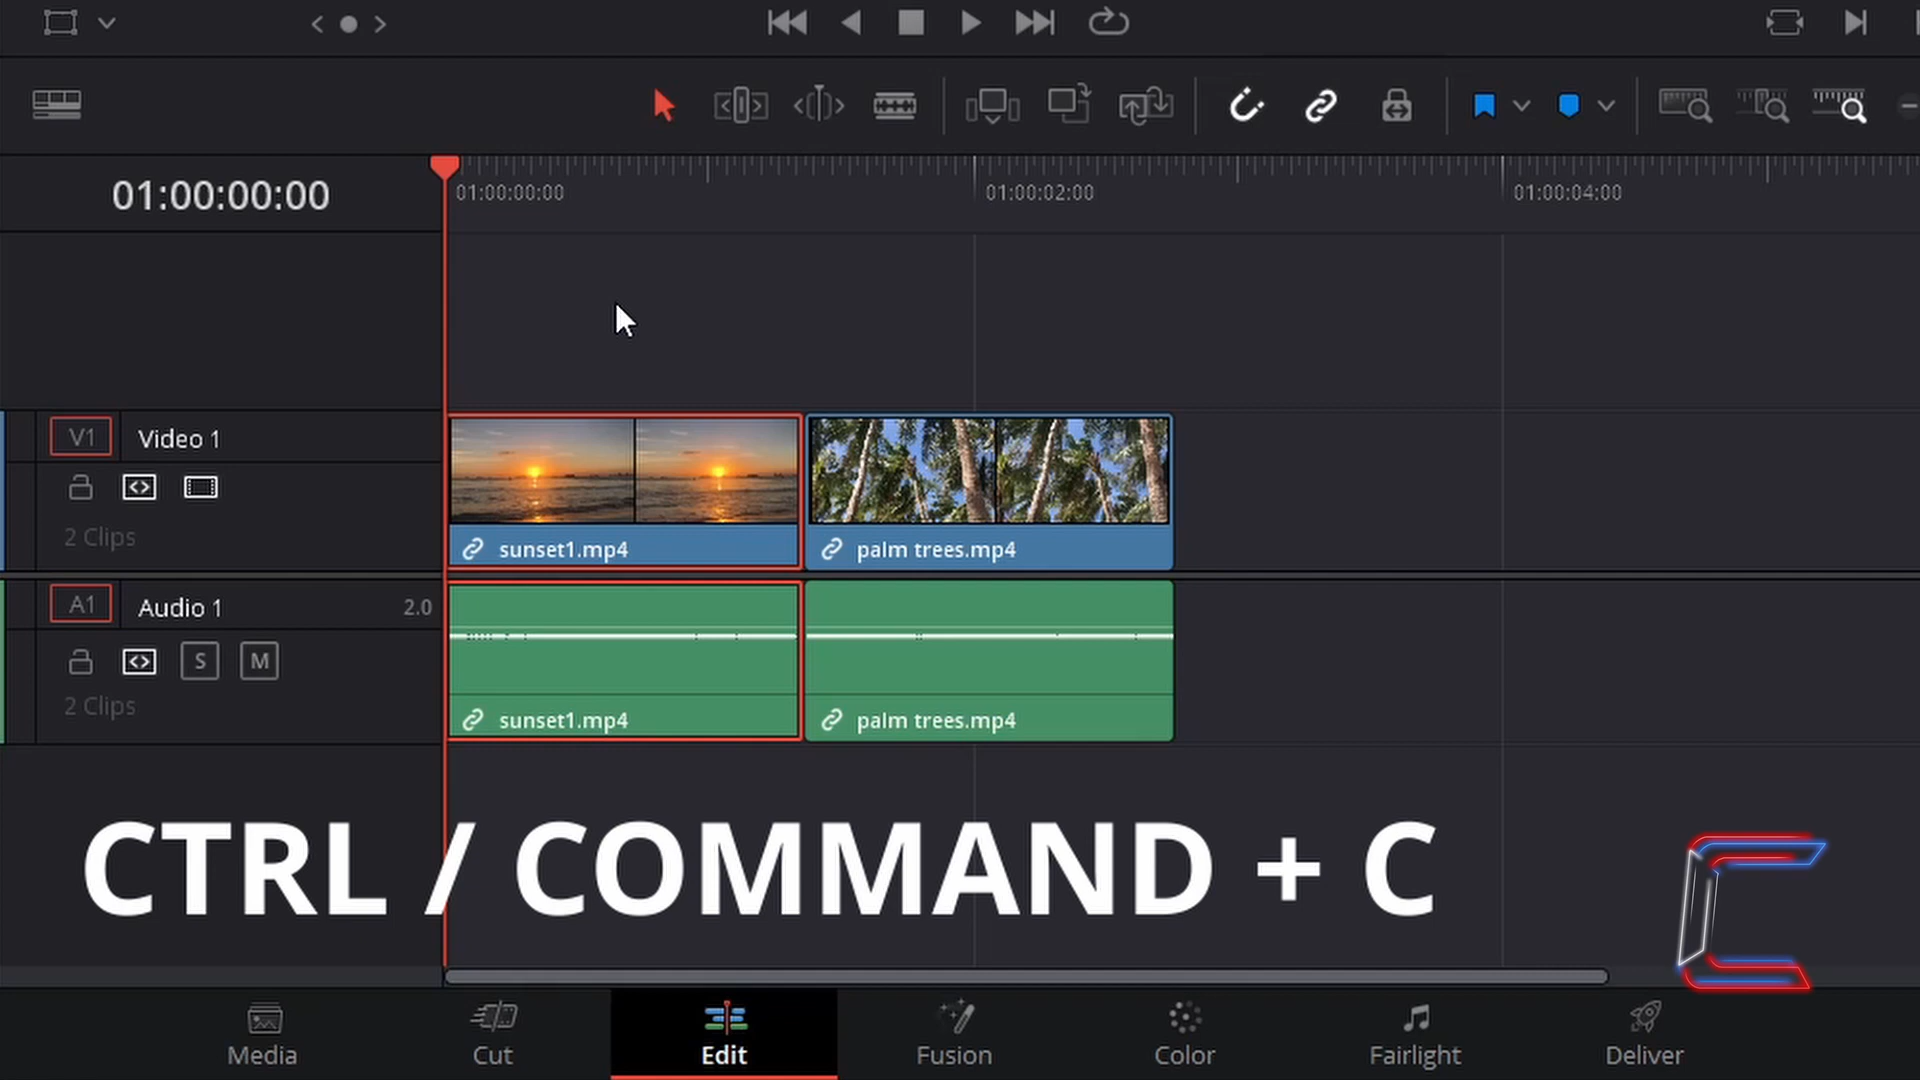 01:00:00:00
01:00:00:00
01:00:02:00
01:00:04:00
V1 Video 1
2 Clips
sunset1.mp4
palm trees.mp4
A1 Audio 1 2.0
S M
2 Clips
sunset1.mp4
palm trees.mp4
CTRL / COMMAND + C
Media
Cut
Edit
Fusion
Color
Fairlight
Deliver